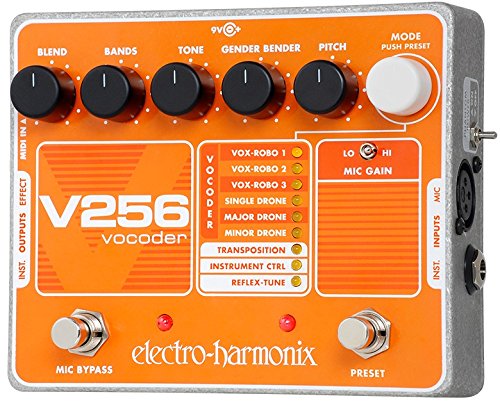 9V
BLEND
BANDS
TONE
GENDER BENDER
PITCH
MODE
PUSH PRESET
MIDI IN
EFFECT
OUTPUTS
INST.
V256
vocoder
VOCODER
VOX-ROBO 1
VOX-ROBO 2
VOX-ROBO 3
SINGLE DRONE
MAJOR DRONE
MINOR DRONE
TRANSPOSITION
INSTRUMENT CTRL
REFLEX-TUNE
LO
HI
MIC GAIN
MIC
INPUTS
INST.
MIC BYPASS
electro-harmonix
PRESET